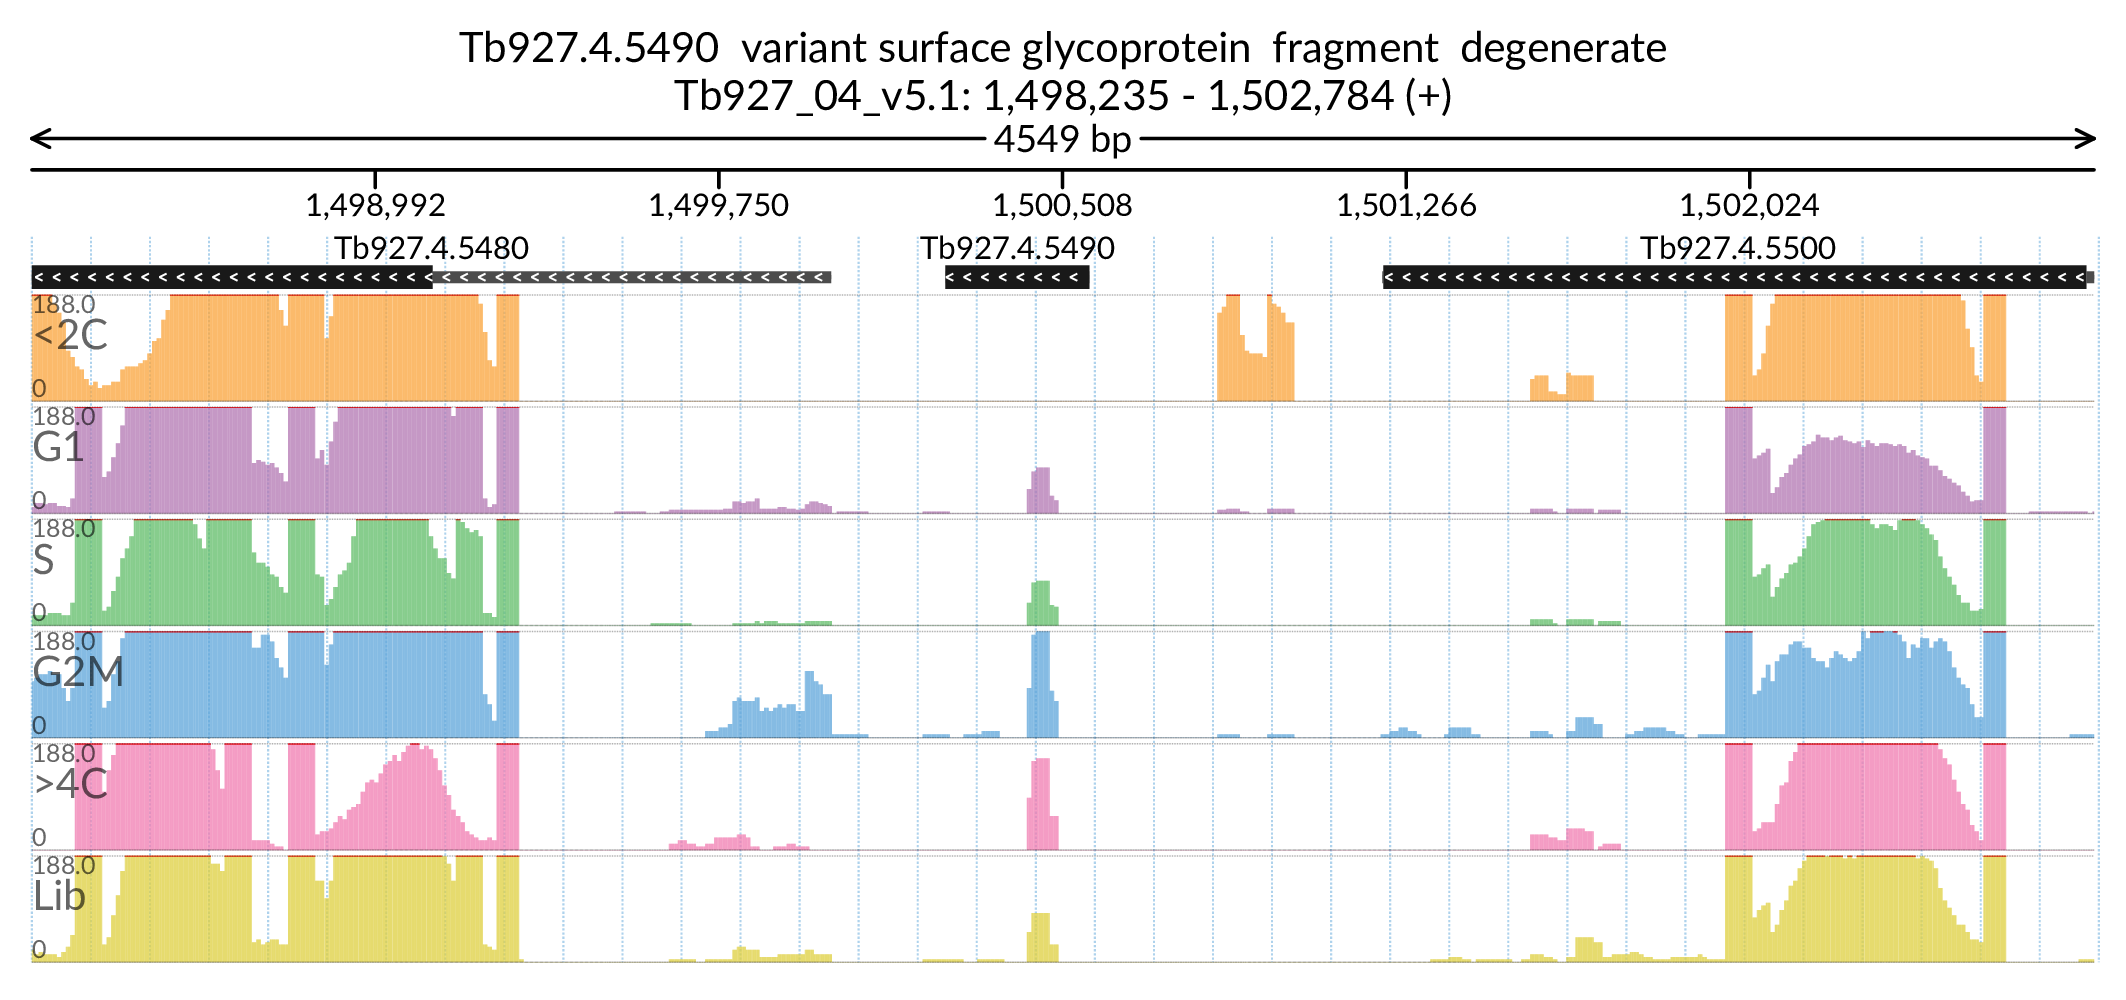 Tb927.4.5490 variant surface glycoprotein fragment degenerate
Tb927_04_v5.1: 1,498,235 - 1,502,784 (+)
4549 bp
1,498,992 1,499,750 1,500,508 1,501,266 1,502,024
Tb927.4.5480 Tb927.4.5490 Tb927.4.5500
188.0
<2C
0
188.0
G1
0
188.0
S
0
188.0
G2M
0
188.0
>4C
0
188.0
Lib
0